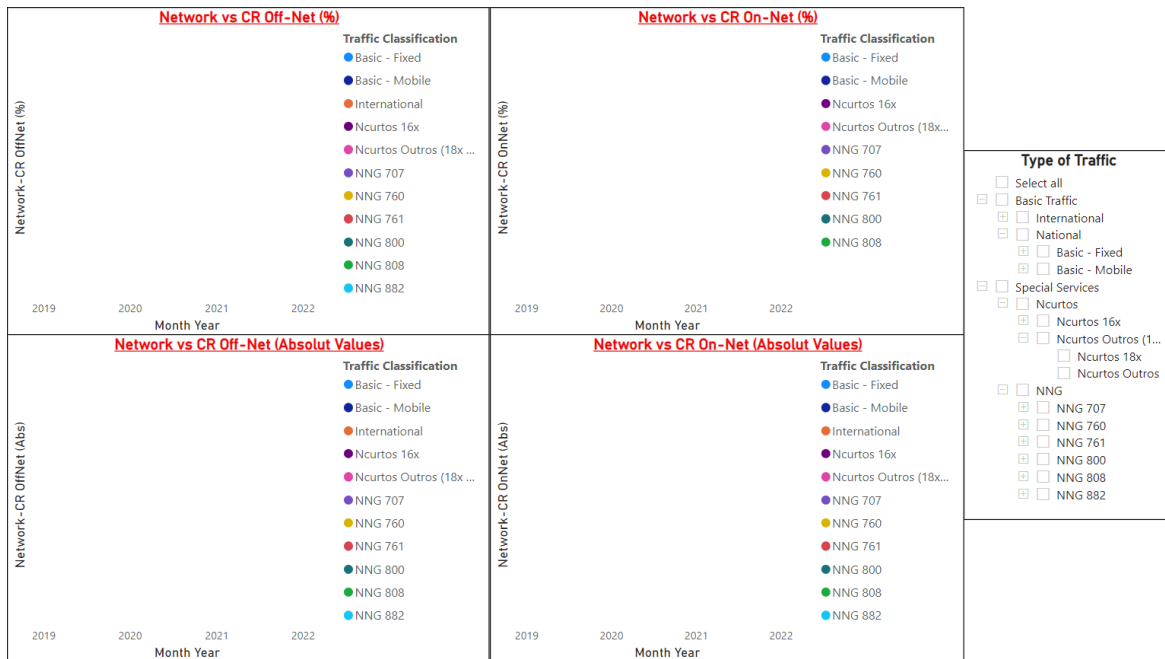 Network vs CR Off-Net (%)
Network-CR OffNet (%)
Traffic Classification
Basic - Fixed
Basic - Mobile
International
Ncurtos 16x
Ncurtos Outros (18x ...
NNG 707
NNG 760
NNG 761
NNG 800
NNG 808
NNG 882
2019 2020 2021 2022
Month Year
Network vs CR On-Net (%)
Network-CR OnNet (%)
Traffic Classification
Basic - Fixed
Basic - Mobile
Ncurtos 16x
Ncurtos Outros (18x...
NNG 707
NNG 760
NNG 761
NNG 800
NNG 808
2019 2020 2021 2022
Month Year
Network vs CR Off-Net (Absolut Values)
Network-CR OffNet (Abs)
Traffic Classification
Basic - Fixed
Basic - Mobile
International
Ncurtos 16x
Ncurtos Outros (18x ...
NNG 707
NNG 760
NNG 761
NNG 800
NNG 808
NNG 882
2019 2020 2021 2022
Month Year
Network vs CR On-Net (Absolut Values)
Network-CR OnNet (Abs)
Traffic Classification
Basic - Fixed
Basic - Mobile
International
Ncurtos 16x
Ncurtos Outros (18x...
NNG 707
NNG 760
NNG 761
NNG 800
NNG 808
NNG 882
2019 2020 2021 2022
Month Year
Type of Traffic
Select all
Basic Traffic
International
National
Basic - Fixed
Basic - Mobile
Special Services
Ncurtos
Ncurtos 16x
Ncurtos Outros (1...
Ncurtos 18x
Ncurtos Outros
NNG
NNG 707
NNG 760
NNG 761
NNG 800
NNG 808
NNG 882